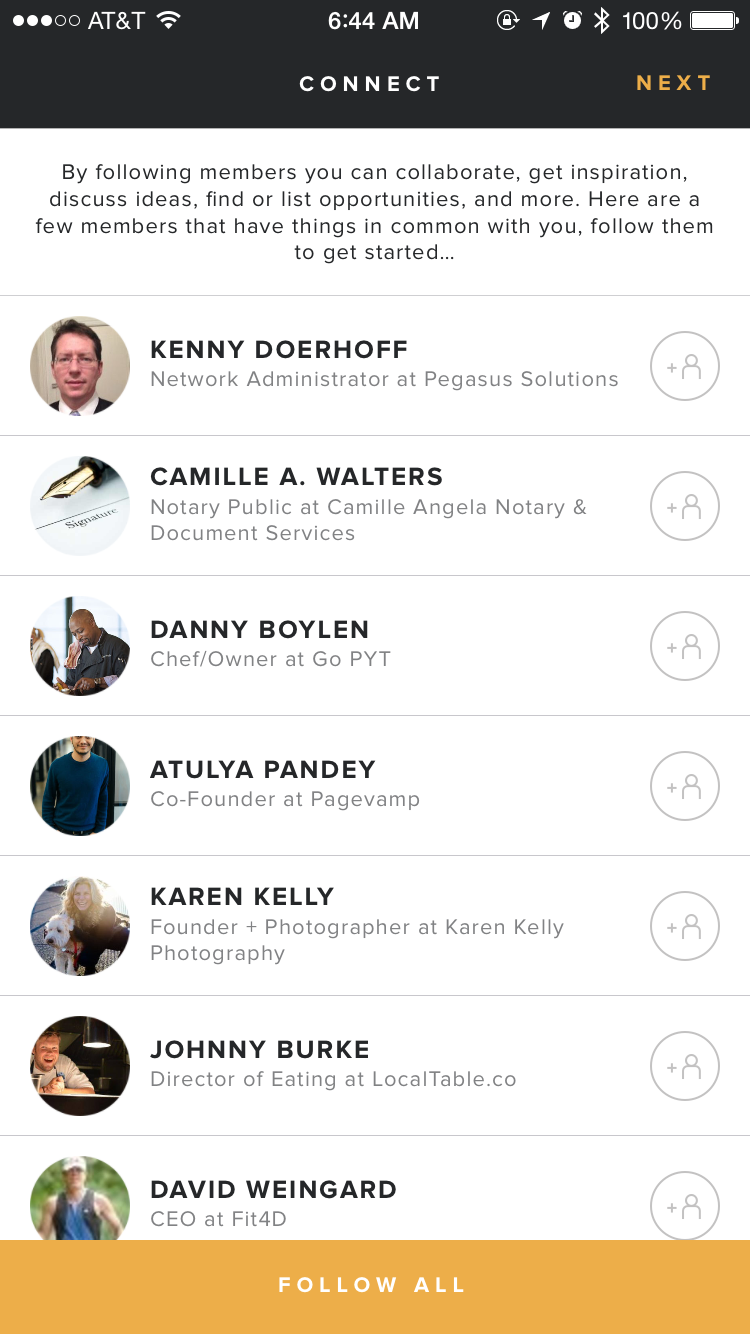 AT&T 6:44 AM 100%
CONNECT NEXT
By following members you can collaborate, get inspiration,
discuss ideas, find or list opportunities, and more. Here are a
few members that have things in common with you, follow them
to get started...
KENNY DOERHOFF
Network Administrator at Pegasus Solutions
Signature
CAMILLE A. WALTERS
Notary Public at Camille Angela Notary &
Document Services
DANNY BOYLEN
Chef/Owner at Go PYT
ATULYA PANDEY
Co-Founder at Pagevamp
KAREN KELLY
Founder + Photographer at Karen Kelly
Photography
JOHNNY BURKE
Director of Eating at LocalTable.co
DAVID WEINGARD
CEO at Fit4D
FOLLOW ALL